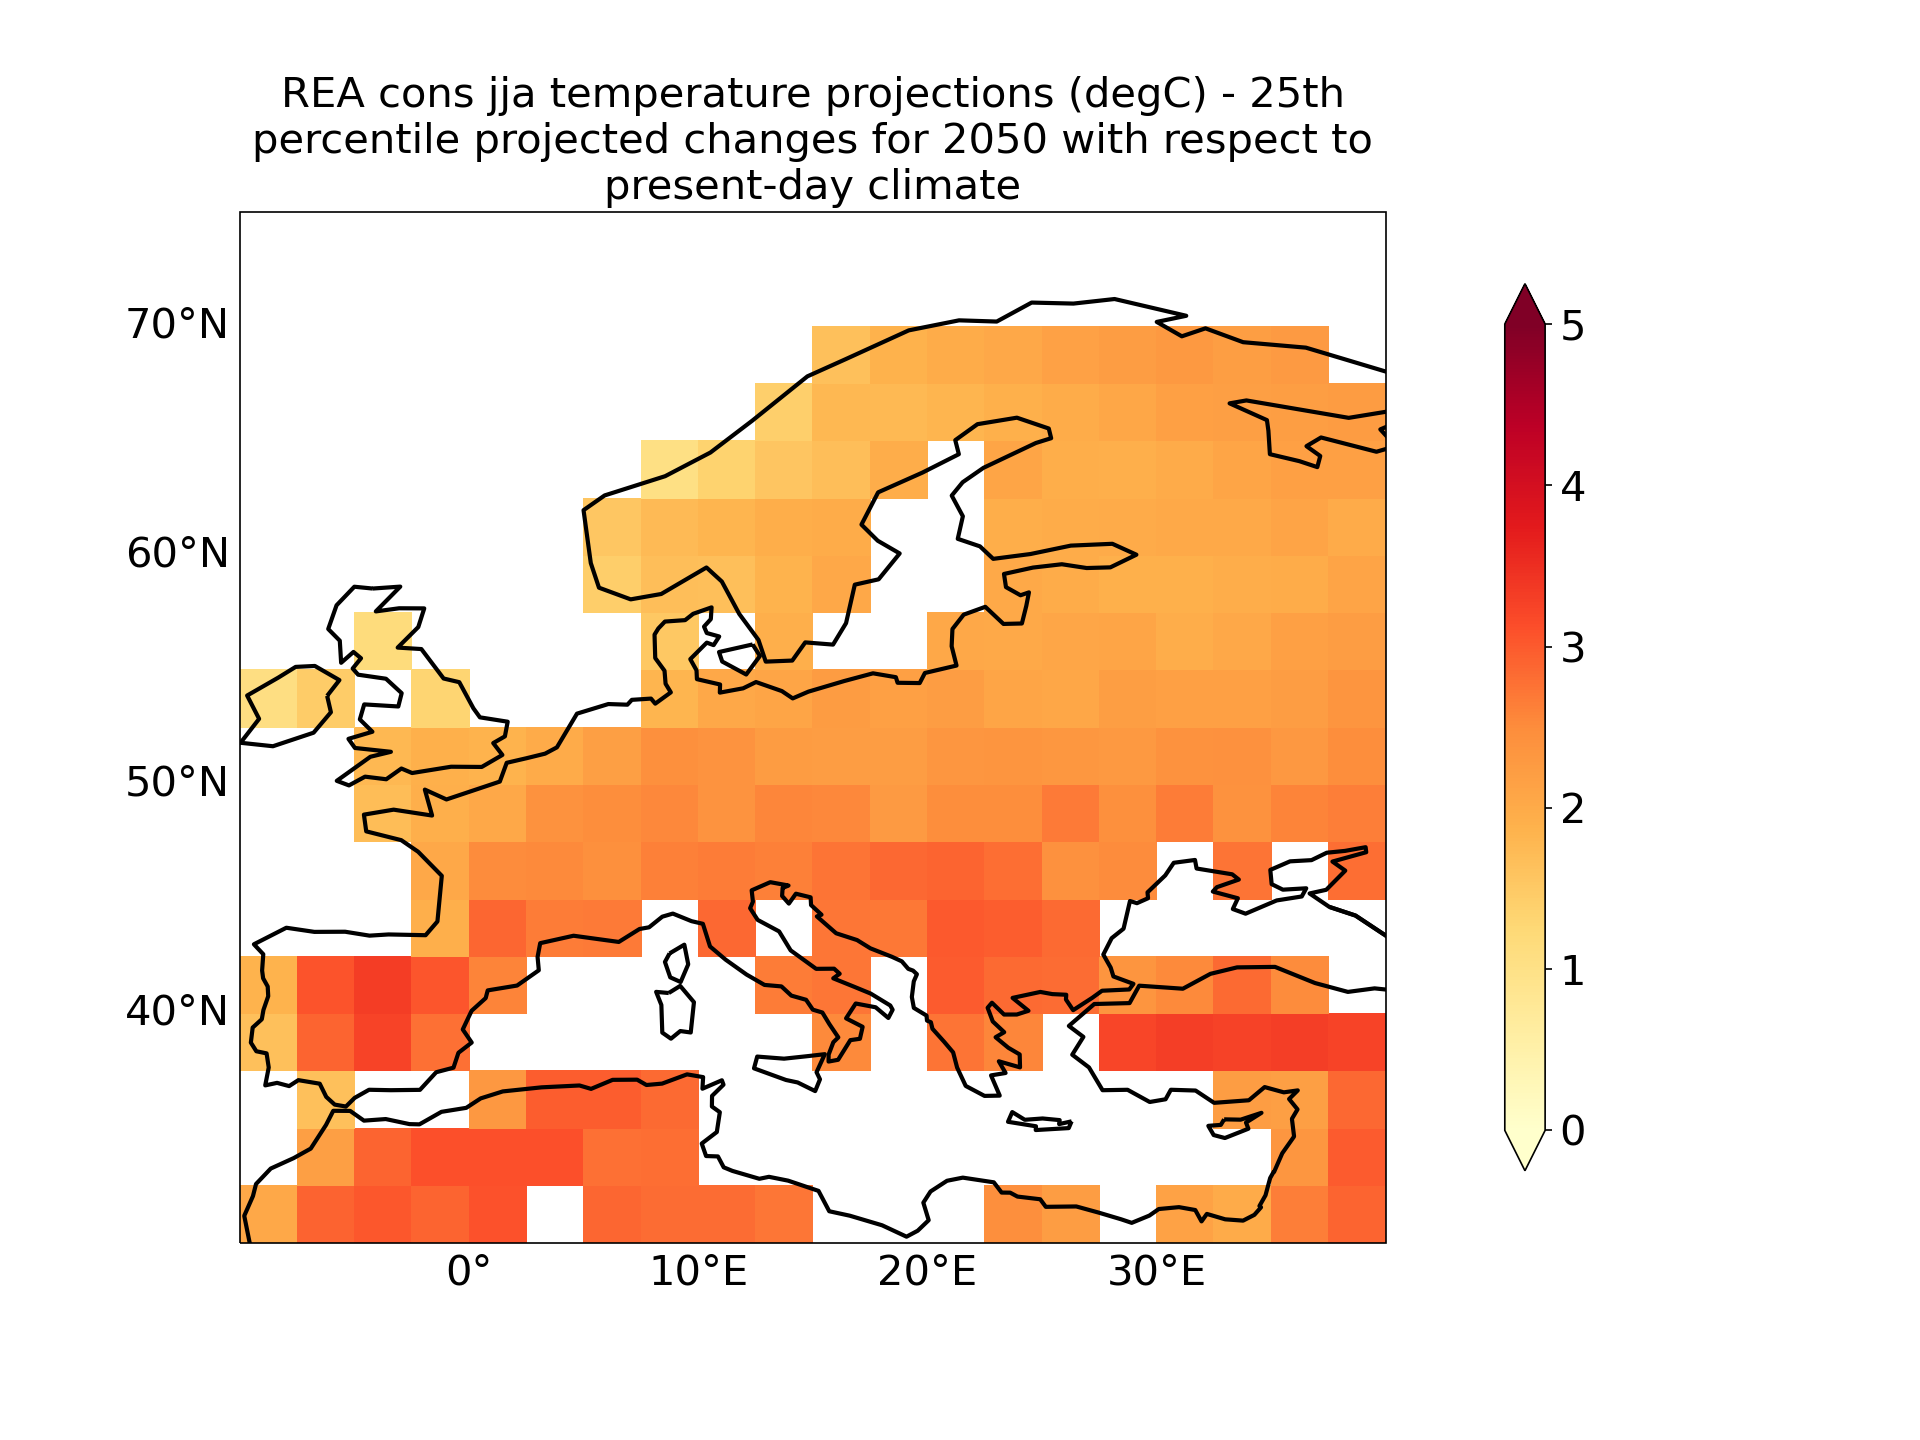 REA cons jja temperature projections (degC) - 25th
percentile projected changes for 2050 with respect to
present-day climate
70°N
60°N
50°N
40°N
0°
10°E
20°E
30°E
5
4
3
2
1
0